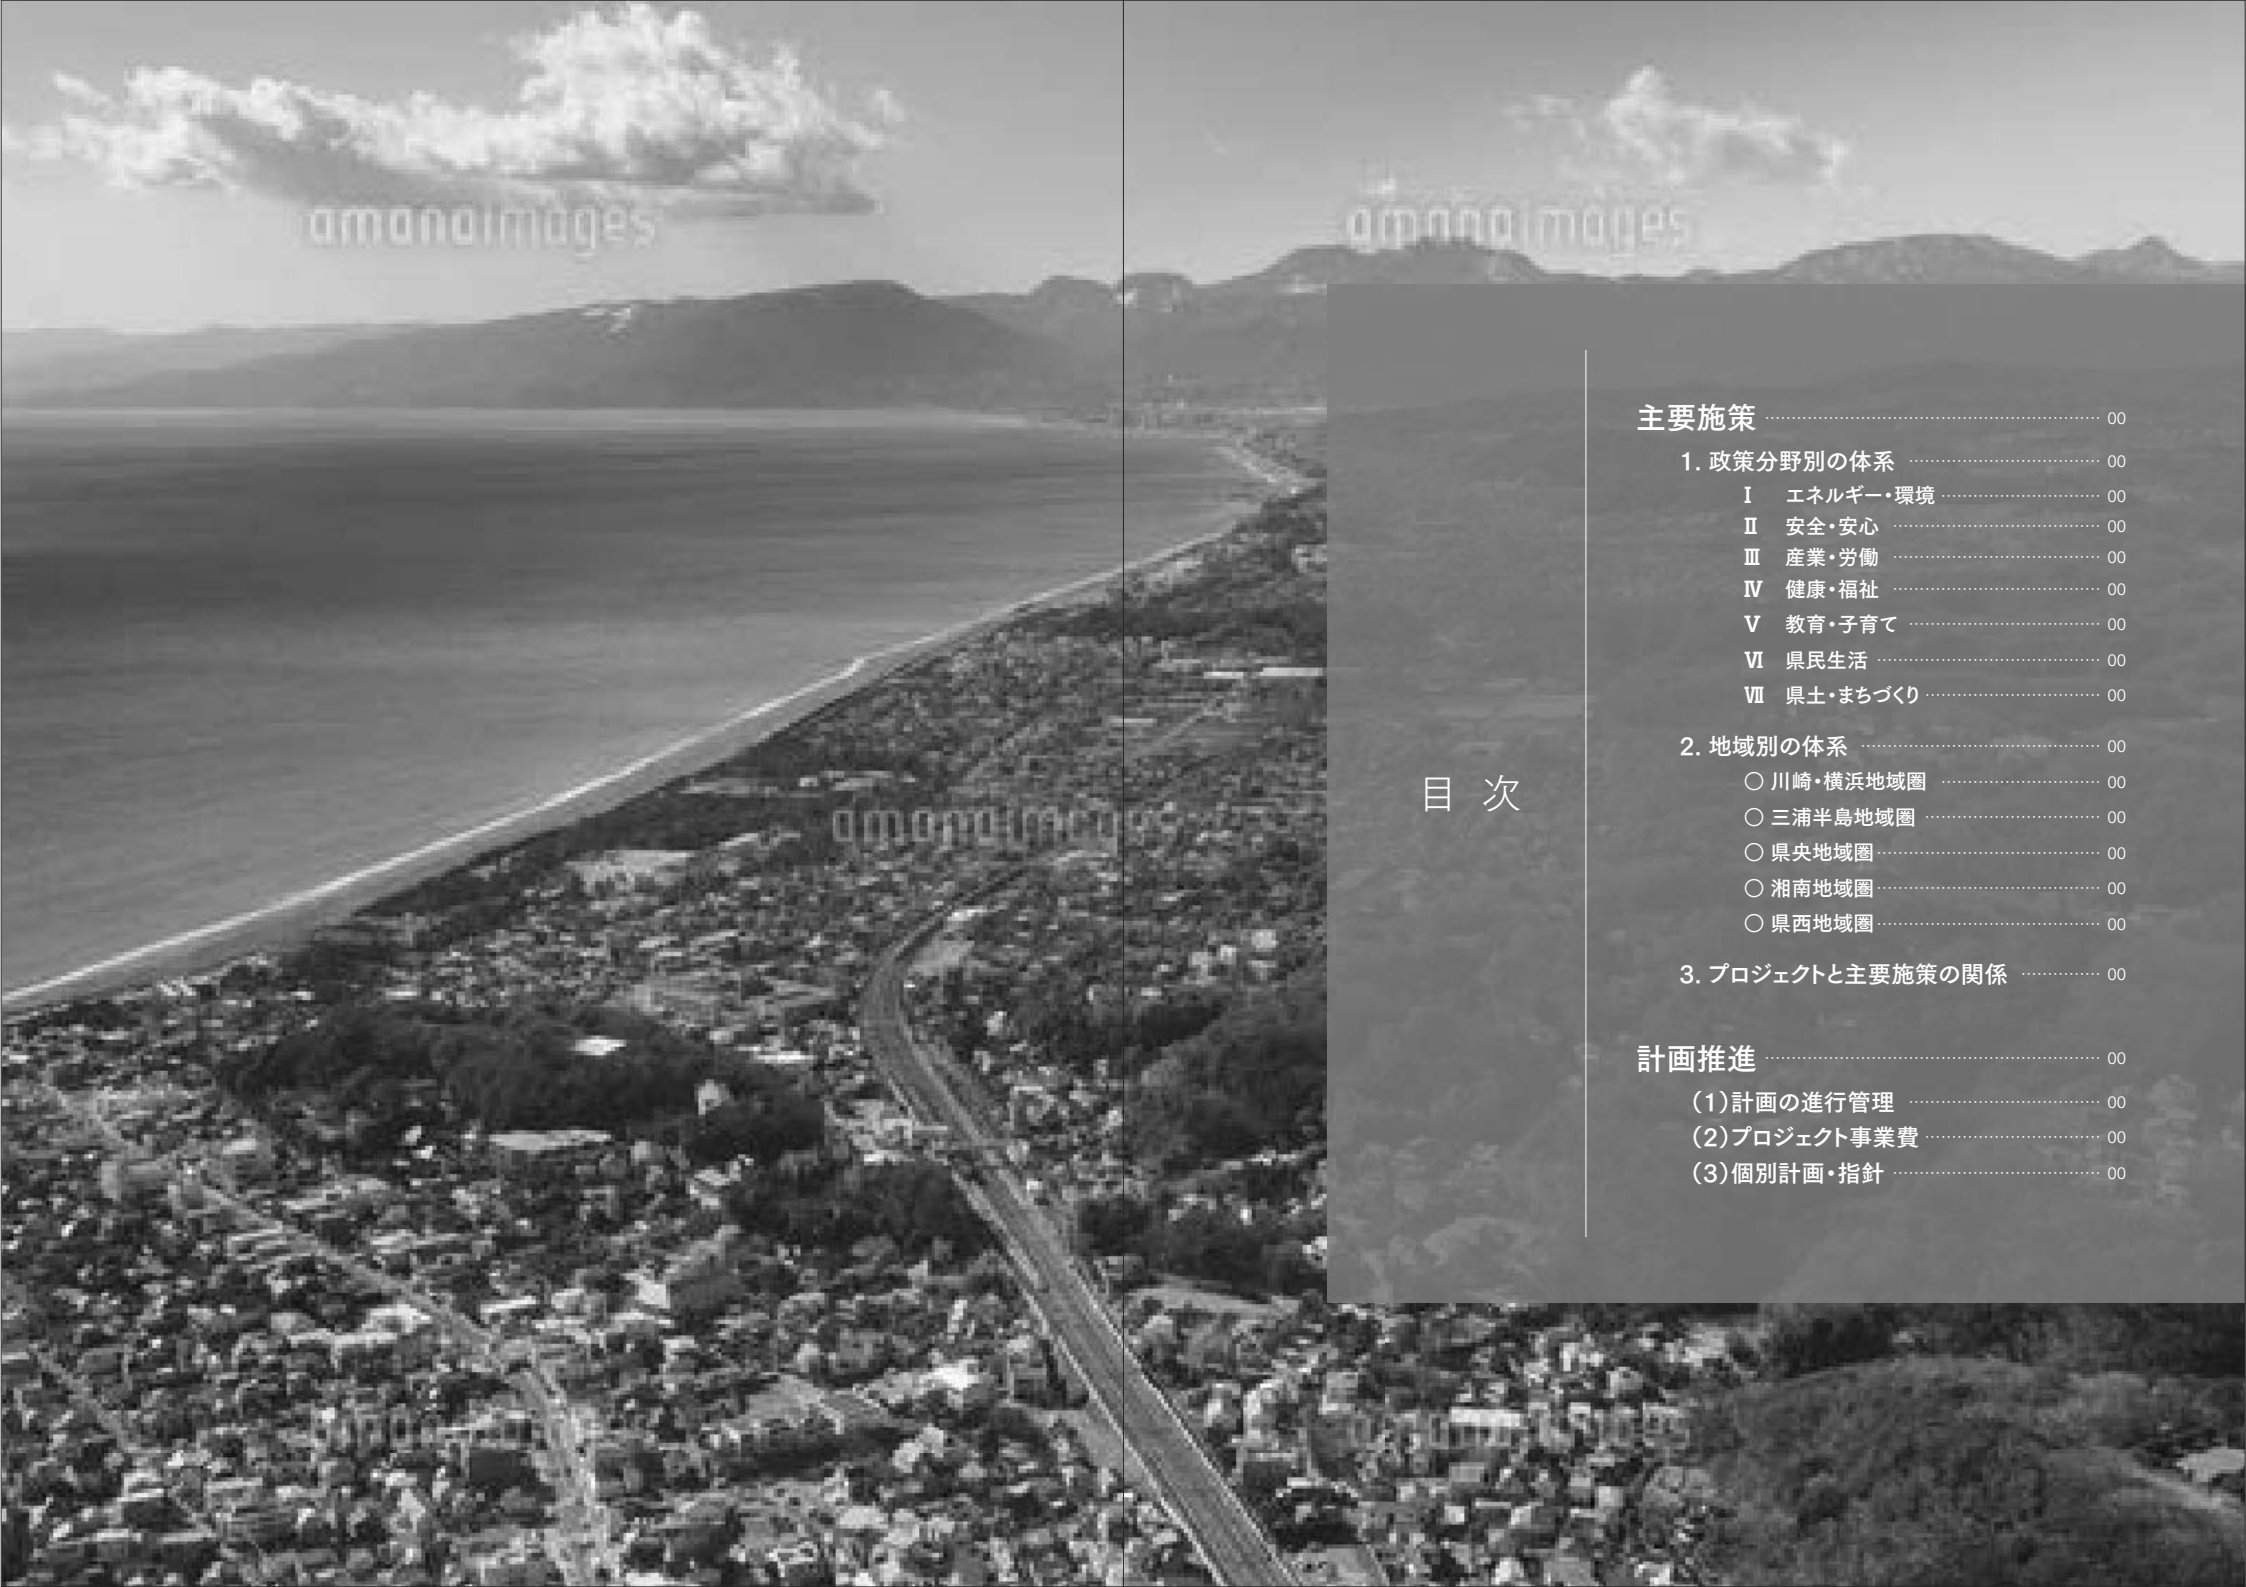 amanaimages
amanaimages
目次
主要施策 00
1. 政策分野別の体系 00
Ⅰ エネルギー・環境 00
Ⅱ 安全・安心 00
Ⅲ 産業・労働 00
Ⅳ 健康・福祉 00
Ⅴ 教育・子育て 00
Ⅵ 県民生活 00
Ⅶ 県土・まちづくり 00
2. 地域別の体系 00
○ 川崎・横浜地域圏 00
○ 三浦半島地域圏 00
○ 県央地域圏 00
○ 湘南地域圏 00
○ 県西地域圏 00
3. プロジェクトと主要施策の関係 00
計画推進 00
(1)計画の進行管理 00
(2)プロジェクト事業費 00
(3)個別計画・指針 00
amanaimages
amanaimages
amanaimages